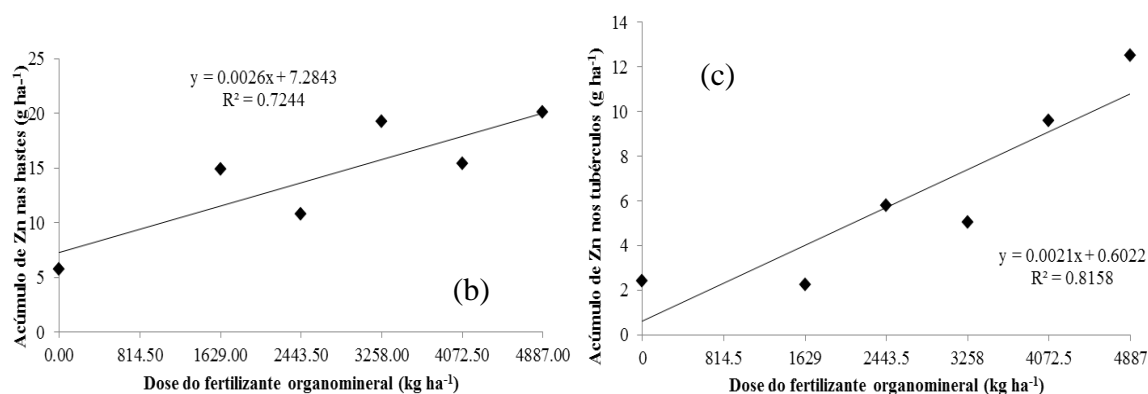 Acúmulo de Zn nas hastes (g ha-1)
25
20
15
10
5
0
y = 0.0026x + 7.2843
R² = 0.7244
(b)
0.00 814.50 1629.00 2443.50 3258.00 4072.50 4887.00
Dose do fertilizante organomineral (kg ha-1)
Acúmulo de Zn nos tubérculos (g ha-1)
14
12
10
8
6
4
2
0
(c)
y = 0.0021x + 0.6022
R² = 0.8158
0 814.5 1629 2443.5 3258 4072.5 4887
Dose do fertilizante organomineral (kg ha-1)